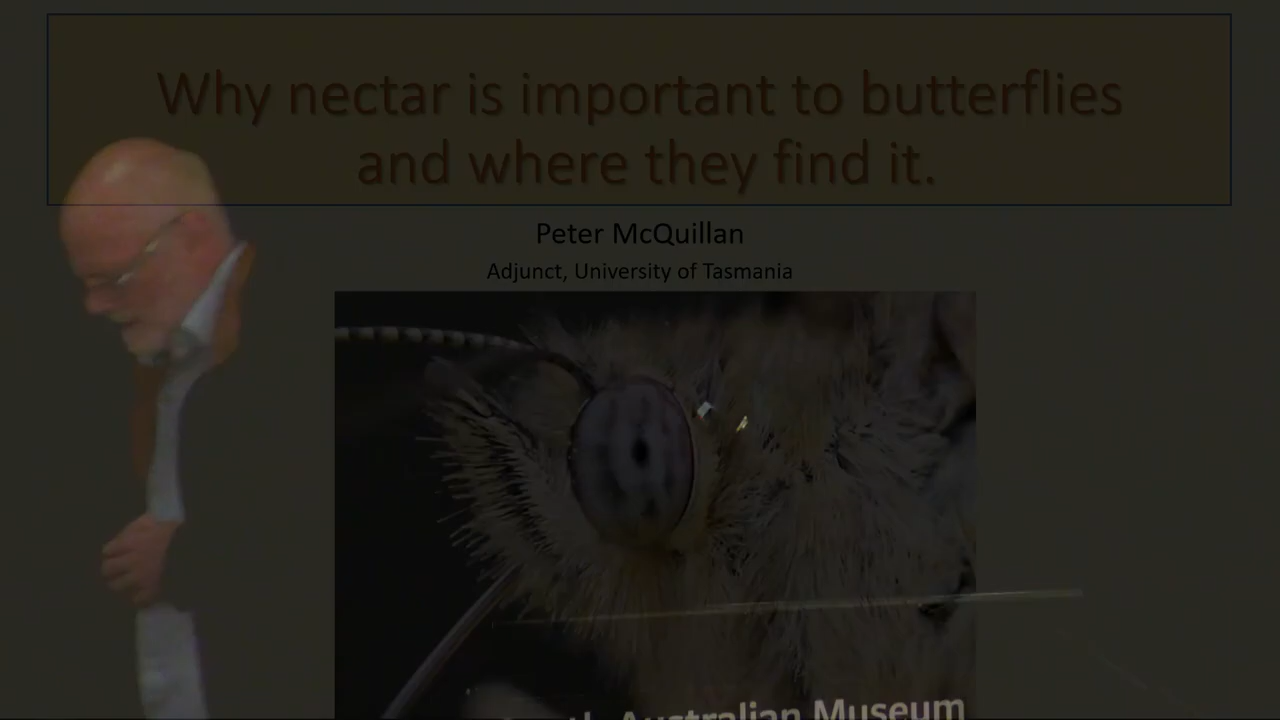 Why nectar is important to butterflies
and where they find it.
Peter McQuillan
Adjunct, University of Tasmania
Australian Museum